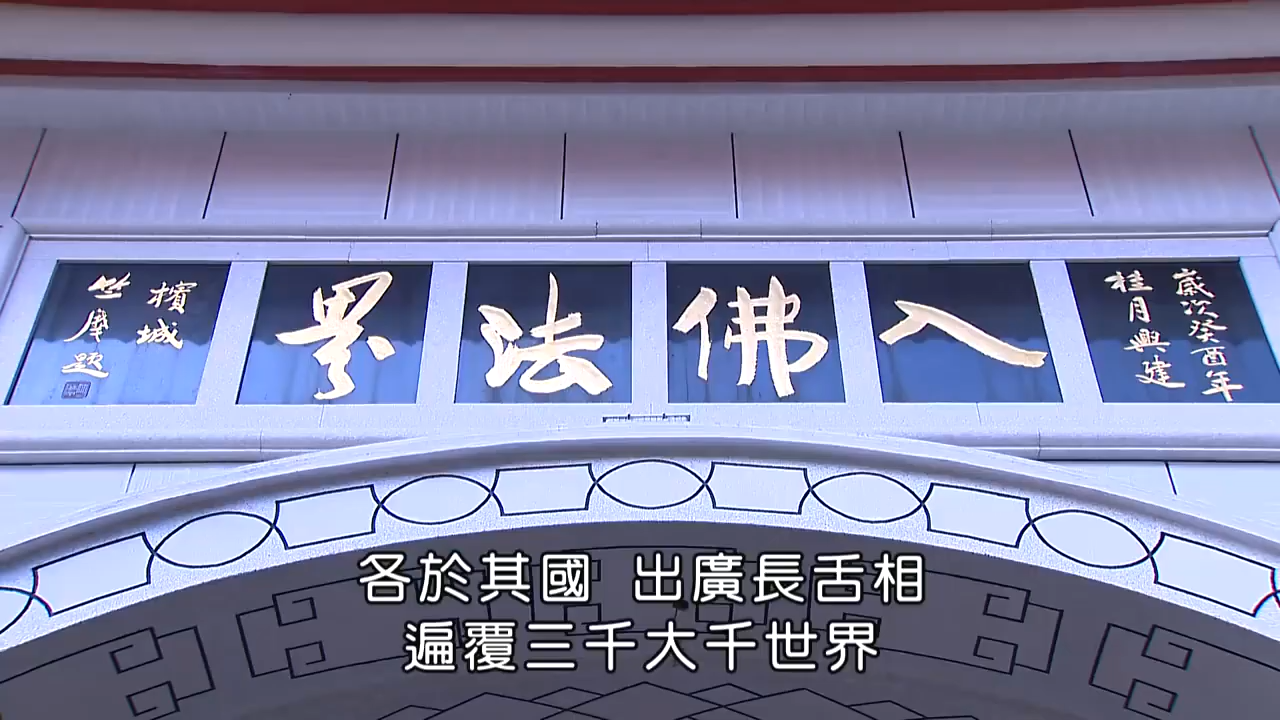 歲次癸酉年
桂月興建
入佛法界
檳城
竺摩題
各於其國 出廣長舌相
遍覆三千大千世界